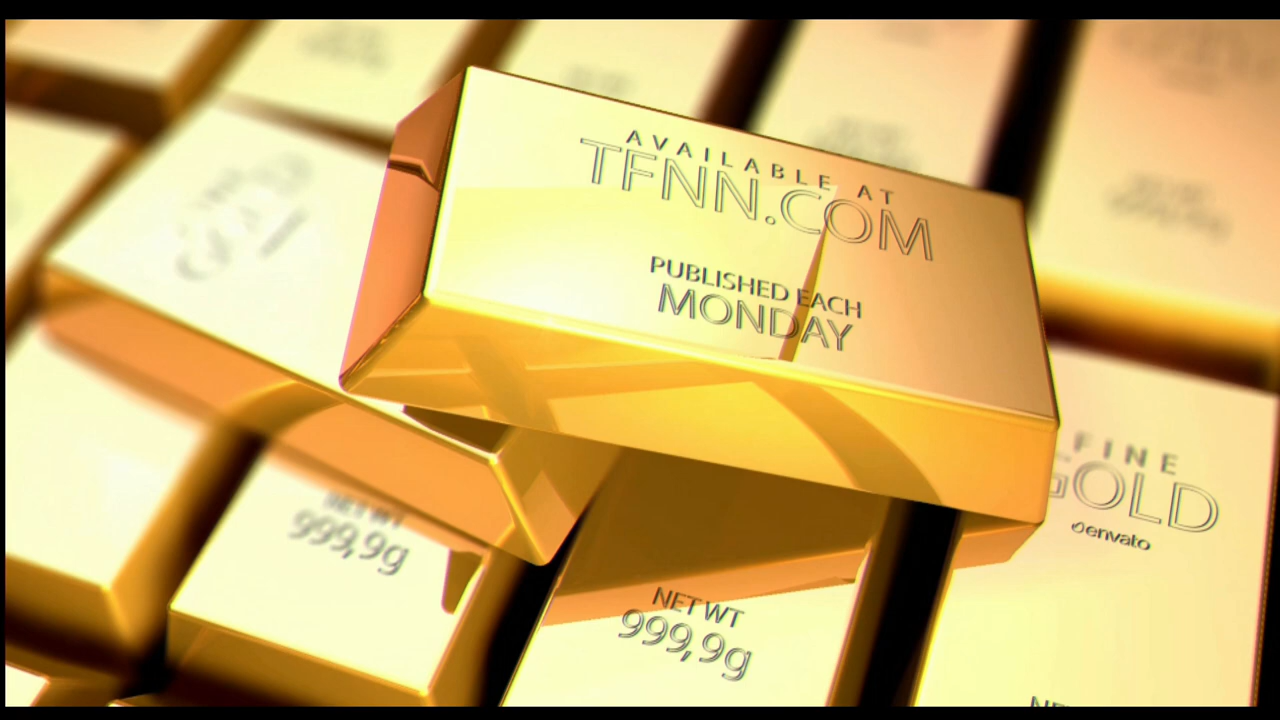 AVAILABLE AT
TFNN.COM
PUBLISHED EACH
MONDAY
FINE
GOLD
envato
NET WT
999,9g
NET WT
999,9g